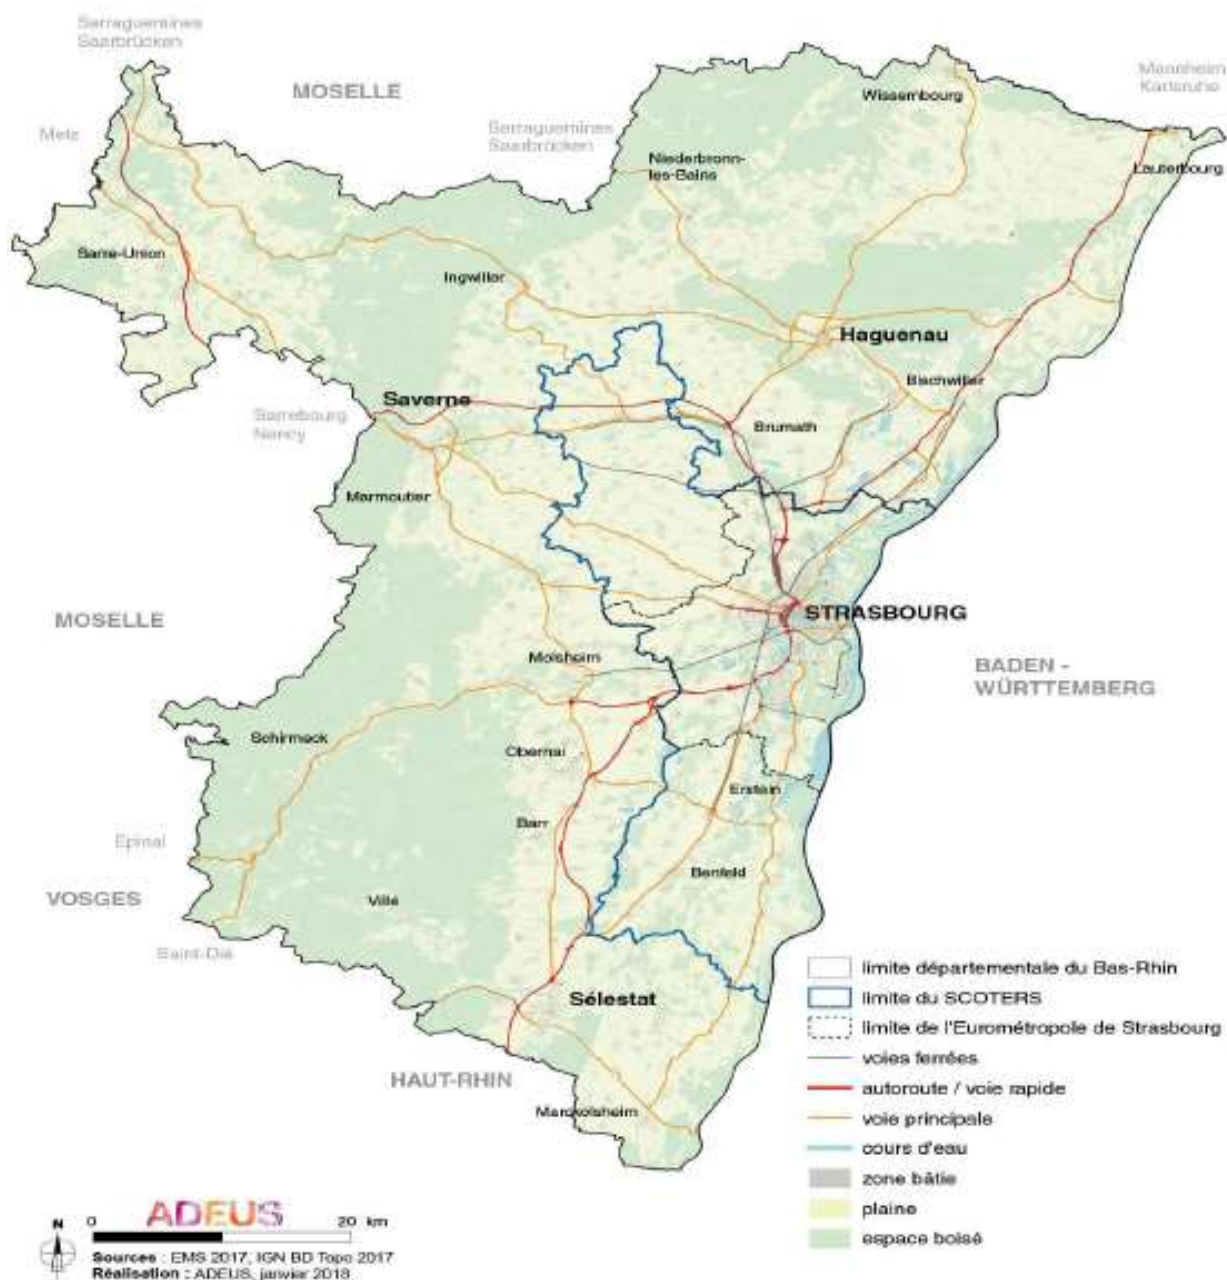 Sarreguemines
Saarbrücken
MOSELLE
Mannheim
Karlsruhe
Wissembourg
Metz
Sarreguemines
Saarbrücken
Niederbronn-
les-Bains
Lauterbourg
Sarre-Union
Ingwiller
Haguenau
Bischwiller
Saverne
Sarrebourg
Nancy
Brumath
Marmoutier
STRASBOURG
MOSELLE
Molsheim
BADEN -
WÜRTTEMBERG
Schirmeck
Obernai
Erstein
Barr
Epinal
Benfeld
VOSGES
Villé
Saint-Dié
Sélestat
HAUT-RHIN
Marckolsheim
limite départementale du Bas-Rhin
limite du SCOTERS
limite de l'Eurométropole de Strasbourg
voies ferrées
autoroute / voie rapide
voie principale
cours d'eau
zone bâtie
plaine
espace boisé
ADEUS
N 0 20 km
Sources : EMS 2017, IGN BD Topo 2017
Réalisation : ADEUS, janvier 2018